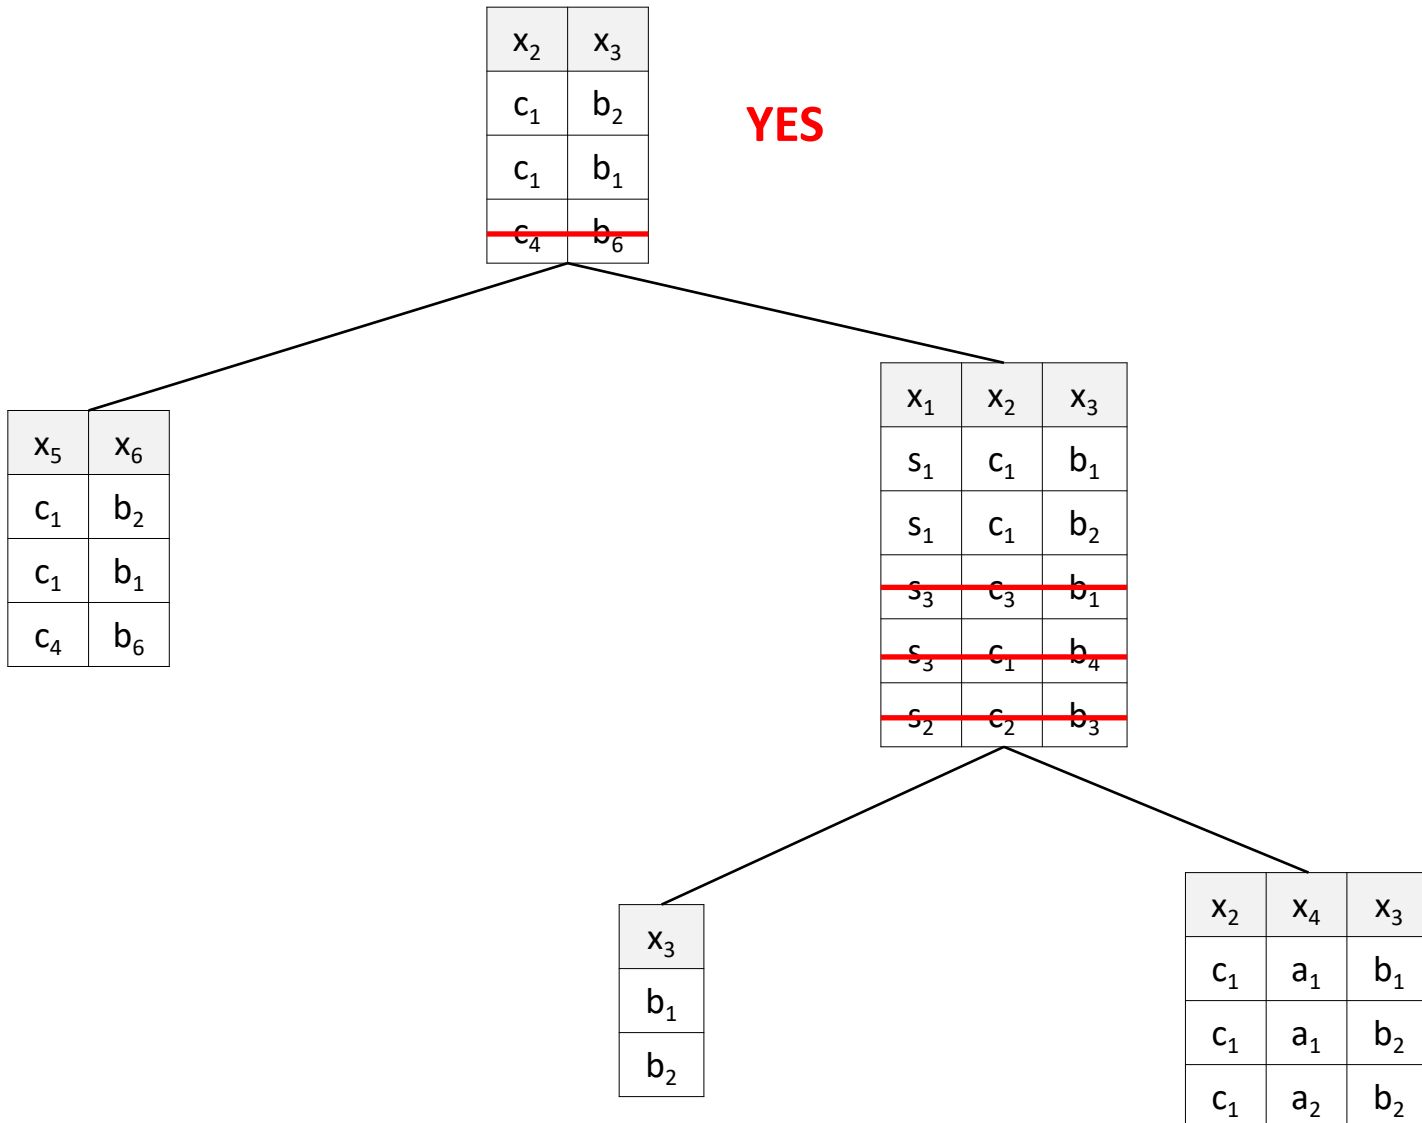 x₂ x₃
c₁ b₂
YES
c₁ b₁
c₄ b₆
x₅ x₆
c₁ b₂
c₁ b₁
c₄ b₆
x₁ x₂ x₃
s₁ c₁ b₁
s₁ c₁ b₂
s₃ c₃ b₁
s₃ c₁ b₄
s₂ c₂ b₃
x₃
b₁
b₂
x₂ x₄ x₃
c₁ a₁ b₁
c₁ a₁ b₂
c₁ a₂ b₂